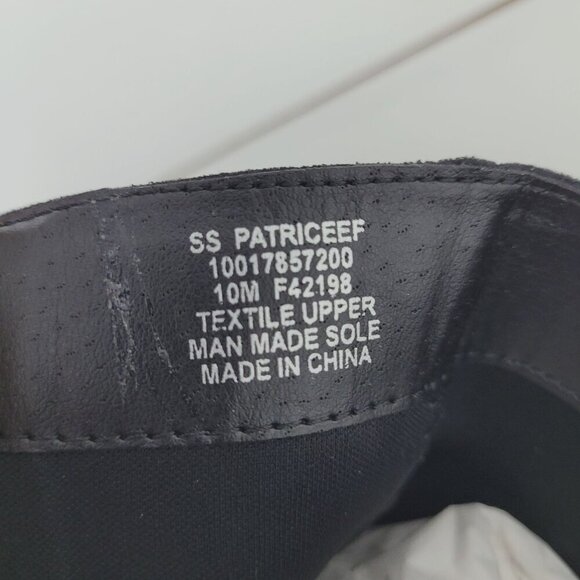 SS PATRICEEF
10017857200
10M F42198
TEXTILE UPPER
MAN MADE SOLE
MADE IN CHINA